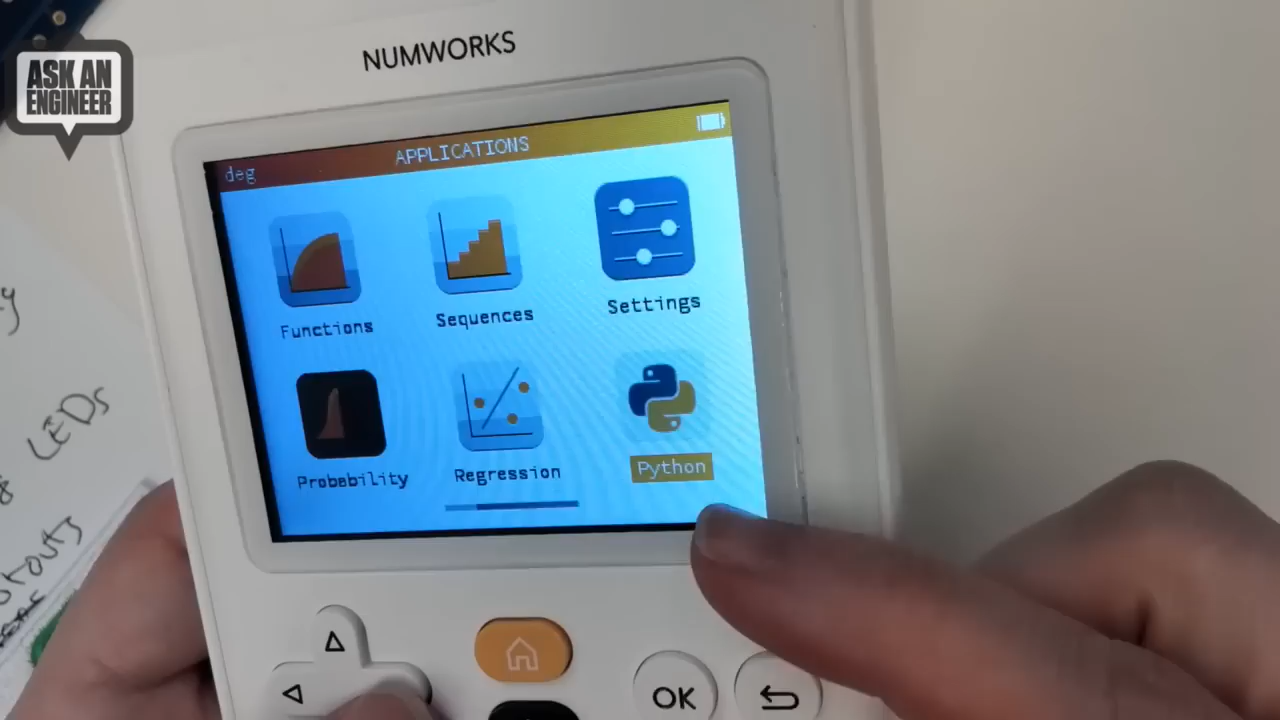 ASK AN
ENGINEER
NUMWORKS
deg
APPLICATIONS
Functions
Sequences
Settings
Probability
Regression
Python
LEDs
OK